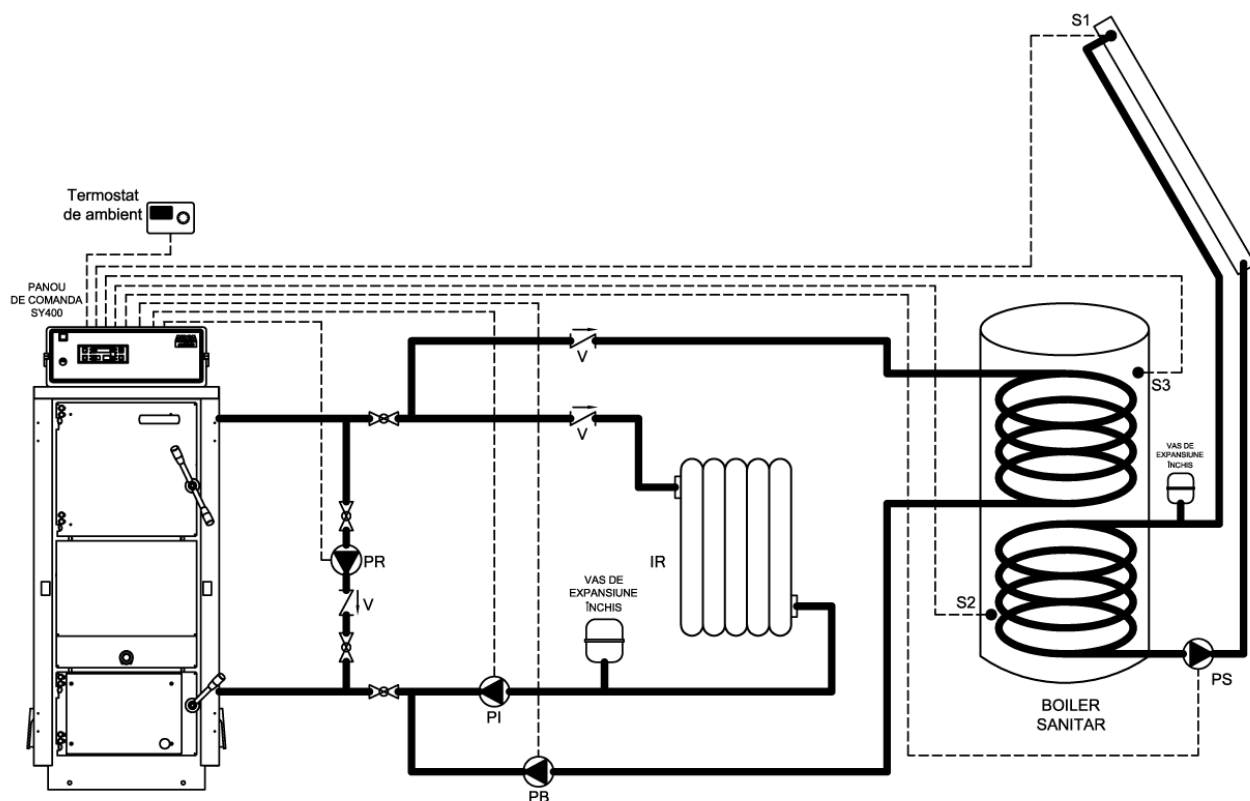 S1
Termostat
de ambient
PANOU
DE COMANDA
SY400
V
S3
V
VAS DE
EXPANSIUNE
ÎNCHIS
PR
IR
VAS DE
EXPANSIUNE
ÎNCHIS
V
S2
PS
PI
BOILER
SANITAR
PB